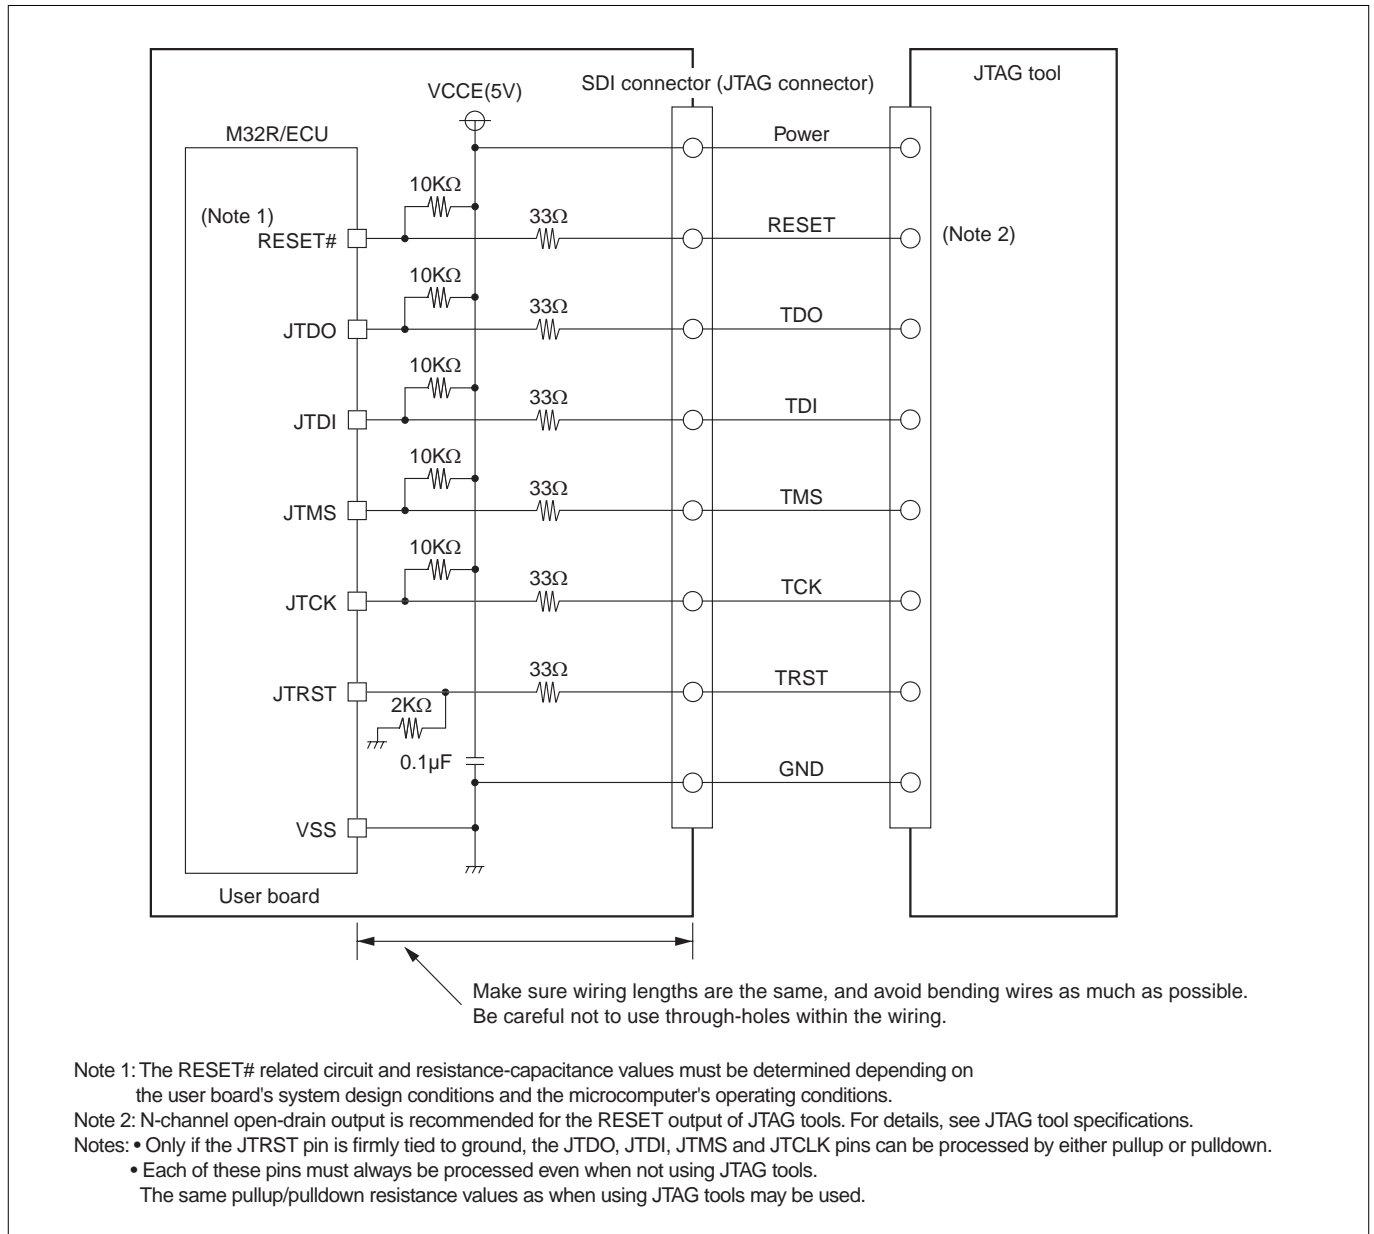 SDI connector (JTAG connector)
JTAG tool
VCCE(5V)
M32R/ECU
Power
10KΩ
(Note 1)
RESET#
33Ω
RESET
(Note 2)
10KΩ
JTDO
33Ω
TDO
10KΩ
JTDI
33Ω
TDI
10KΩ
JTMS
33Ω
TMS
10KΩ
JTCK
33Ω
TCK
JTRST
33Ω
TRST
2KΩ
0.1µF
GND
VSS
User board
Make sure wiring lengths are the same, and avoid bending wires as much as possible.
Be careful not to use through-holes within the wiring.
Note 1: The RESET# related circuit and resistance-capacitance values must be determined depending on
the user board's system design conditions and the microcomputer's operating conditions.
Note 2: N-channel open-drain output is recommended for the RESET output of JTAG tools. For details, see JTAG tool specifications.
Notes: • Only if the JTRST pin is firmly tied to ground, the JTDO, JTDI, JTMS and JTCLK pins can be processed by either pullup or pulldown.
• Each of these pins must always be processed even when not using JTAG tools.
The same pullup/pulldown resistance values as when using JTAG tools may be used.